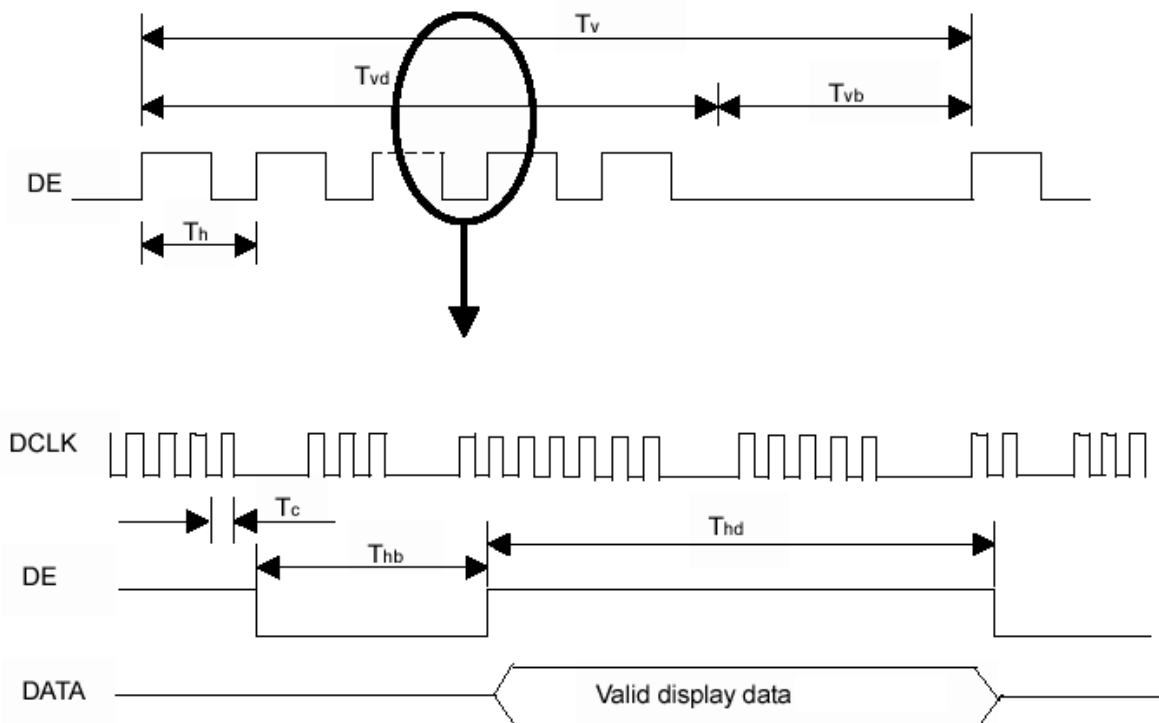 Tv
Tvd
Tvb
DE
Th
DCLK
Tc
Thd
Thb
DE
DATA
Valid display data